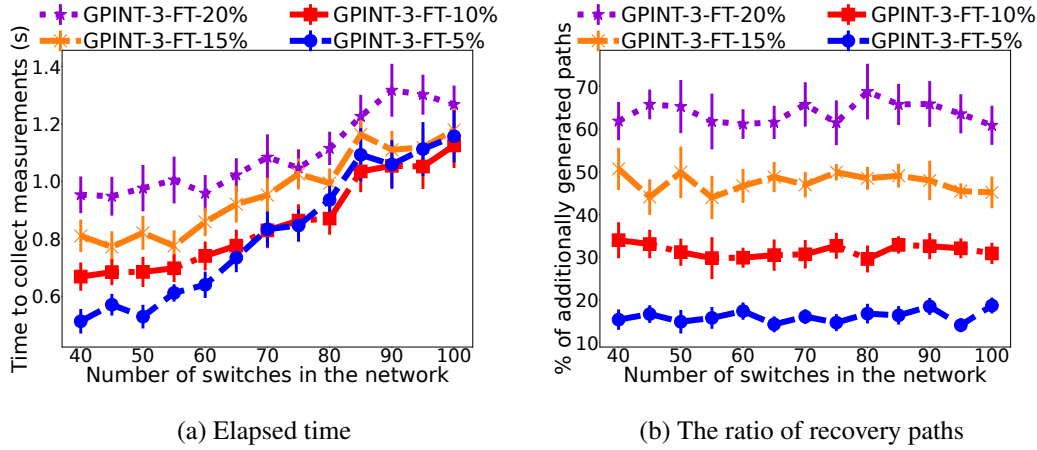 GPINT-3-FT-20% GPINT-3-FT-10%
GPINT-3-FT-15% GPINT-3-FT-5%
Time to collect measurements (s)
1.4
1.2
1.0
0.8
0.6
40 50 60 70 80 90 100
Number of switches in the network
(a) Elapsed time
GPINT-3-FT-20% GPINT-3-FT-10%
GPINT-3-FT-15% GPINT-3-FT-5%
% of additionally generated paths
70
60
50
40
30
20
10
40 50 60 70 80 90 100
Number of switches in the network
(b) The ratio of recovery paths